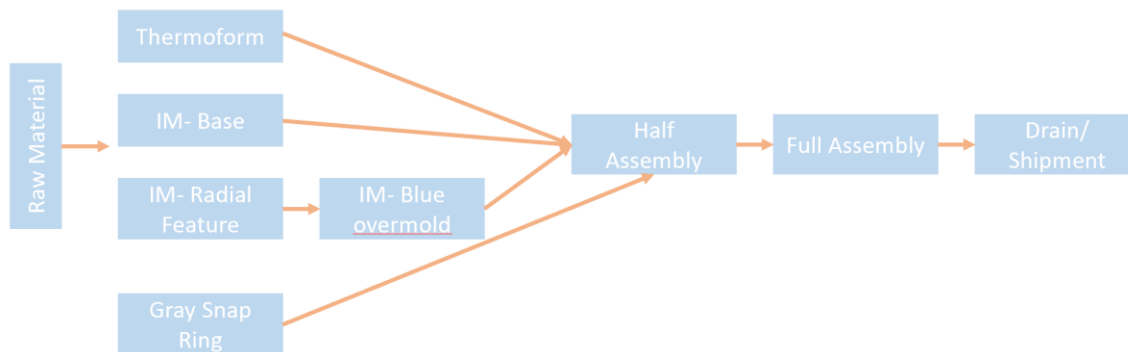 Raw Material
Thermoform
IM- Base
IM- Radial
Feature
IM- Blue
overmold
Gray Snap
Ring
Half
Assembly
Full Assembly
Drain/
Shipment